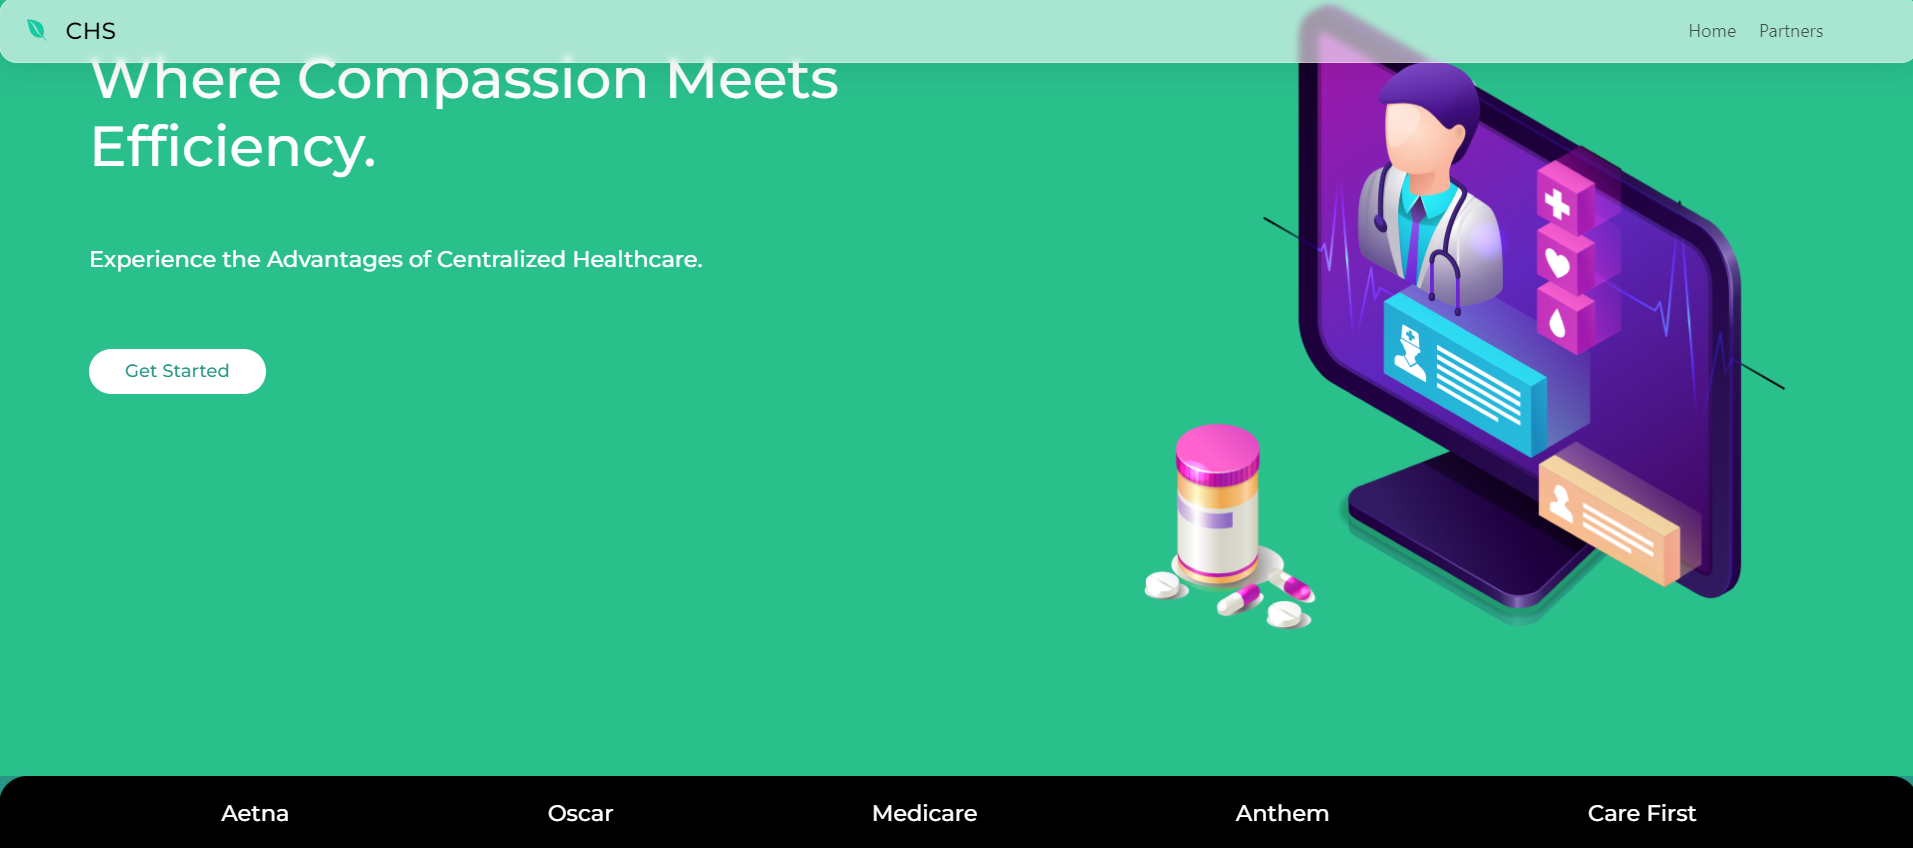 CHS
Home
Partners
Where Compassion Meets
Efficiency.
Experience the Advantages of Centralized Healthcare.
Get Started
Aetna
Oscar
Medicare
Anthem
Care First